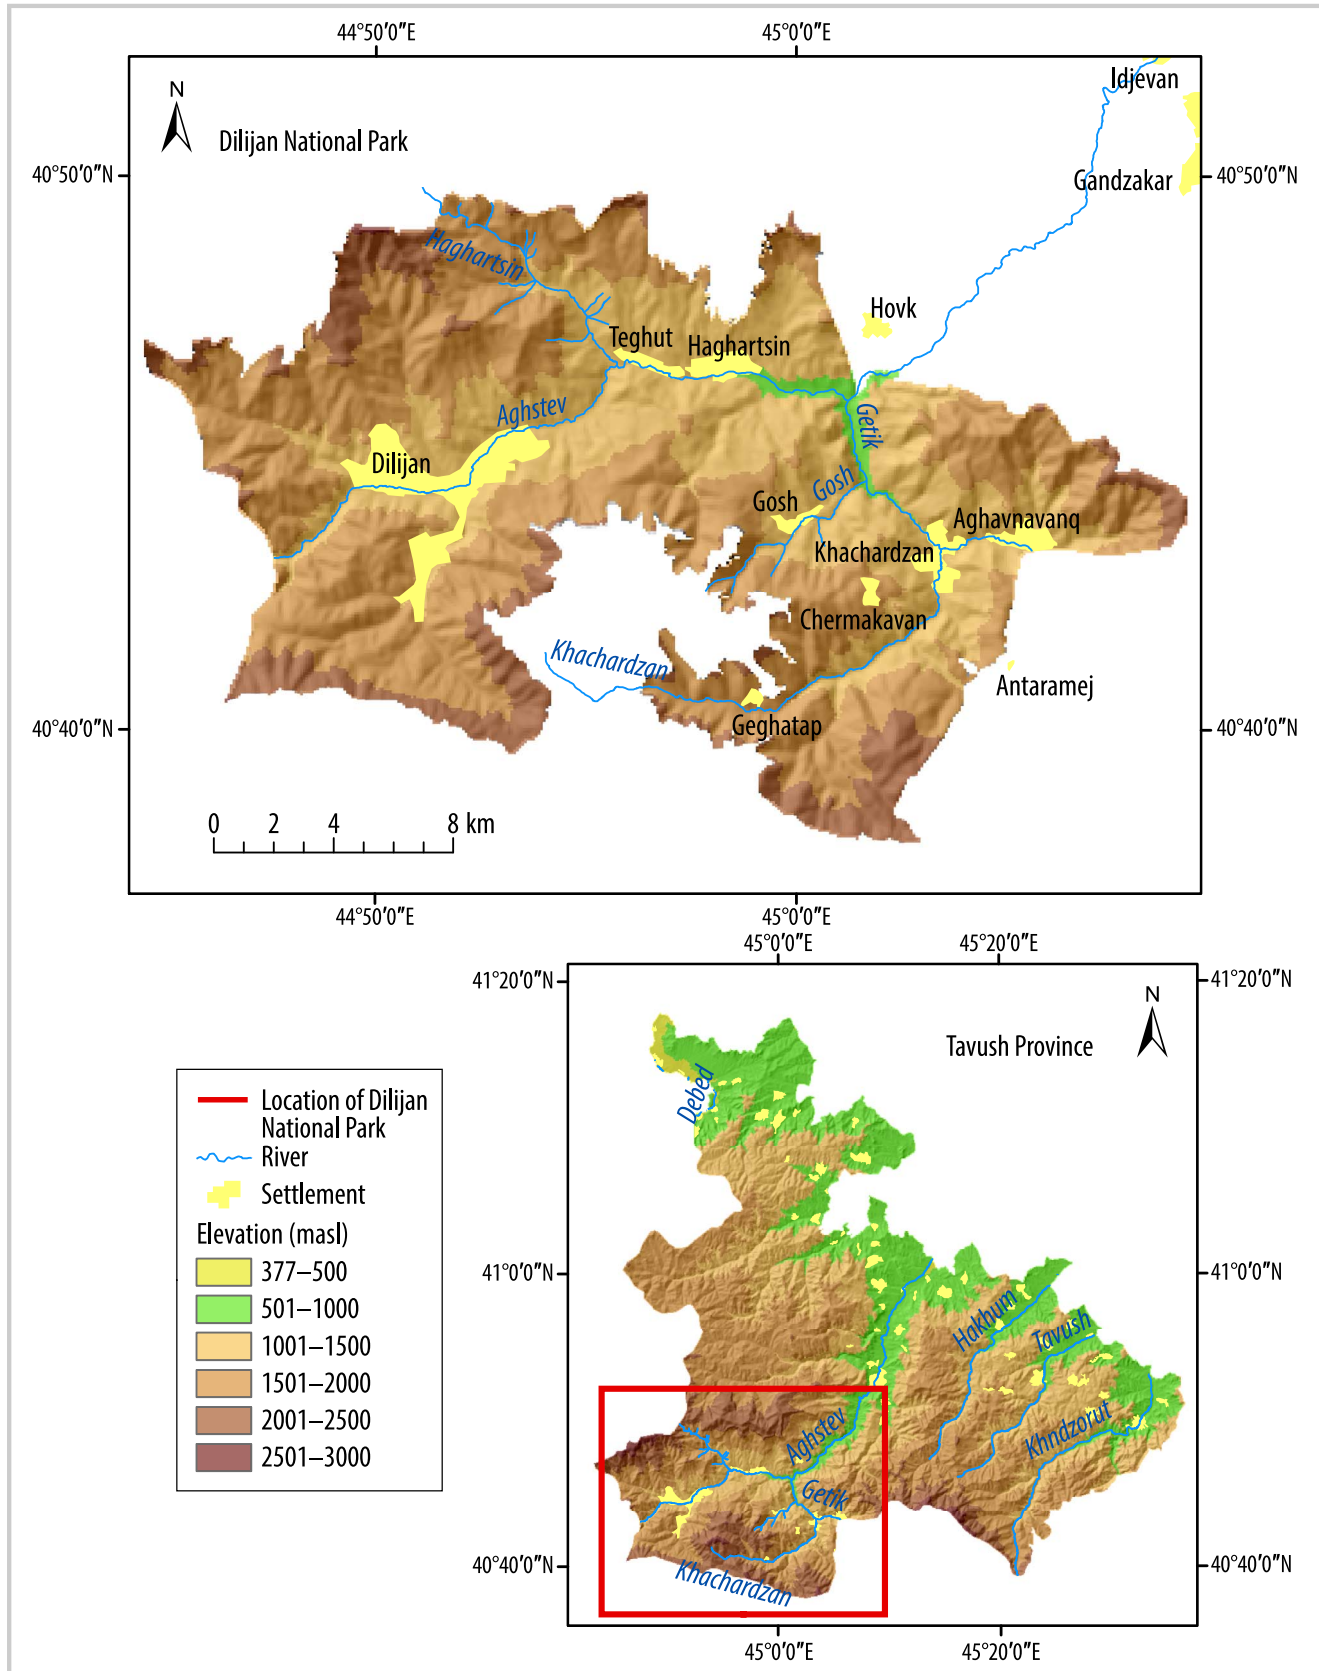 44°50′0″E
45°0′0″E
N
Dilijan National Park
Idjevan
40°50′0″N
Gandzakar
40°50′0″N
Haghartsin
Hovk
Teghut
Haghartsin
Aghstev
Getik
Dilijan
Gosh
Gosh
Aghavnavanq
Khachardzan
Chermakavan
Khachardzan
Antaramej
Geghatap
40°40′0″N
40°40′0″N
0 2 4 8 km
44°50′0″E
45°0′0″E
45°0′0″E
45°20′0″E
41°20′0″N
41°20′0″N
N
Tavush Province
Debed
41°0′0″N
41°0′0″N
Hakhum
Tavush
Khndzorut
Aghstev
Getik
Khachardzan
40°40′0″N
40°40′0″N
45°0′0″E
45°20′0″E
Location of Dilijan
National Park
River
Settlement
Elevation (masl)
377–500
501–1000
1001–1500
1501–2000
2001–2500
2501–3000